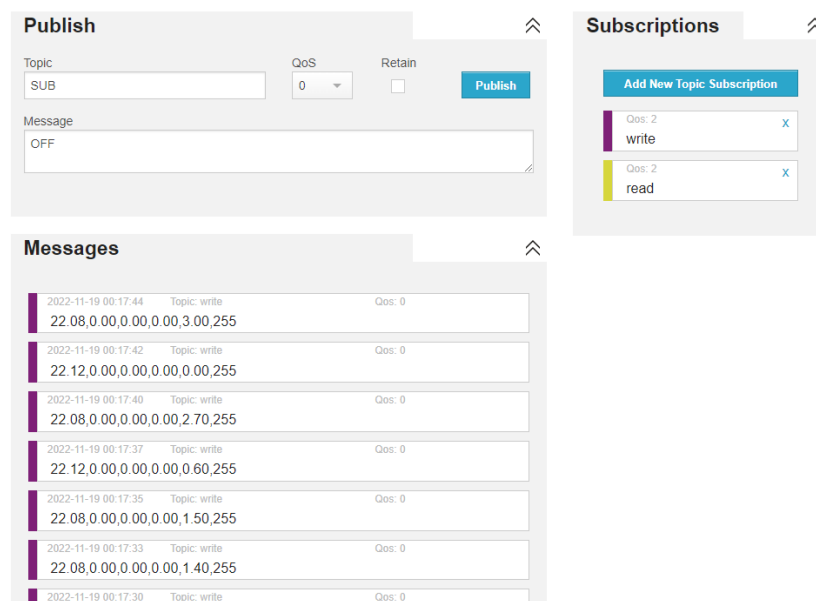 Publish
Topic
QoS
Retain
SUB
0
Publish
Message
OFF
Subscriptions
Add New Topic Subscription
Qos: 2
x
write
Qos: 2
x
read
Messages
2022-11-19 00:17:44 Topic: write Qos: 0
22.08,0.00,0.00,0.00,3.00,255
2022-11-19 00:17:42 Topic: write Qos: 0
22.12,0.00,0.00,0.00,0.00,255
2022-11-19 00:17:40 Topic: write Qos: 0
22.08,0.00,0.00,0.00,2.70,255
2022-11-19 00:17:37 Topic: write Qos: 0
22.12,0.00,0.00,0.00,0.60,255
2022-11-19 00:17:35 Topic: write Qos: 0
22.08,0.00,0.00,0.00,1.50,255
2022-11-19 00:17:33 Topic: write Qos: 0
22.08,0.00,0.00,0.00,1.40,255
2022-11-19 00:17:30 Topic: write Qos: 0